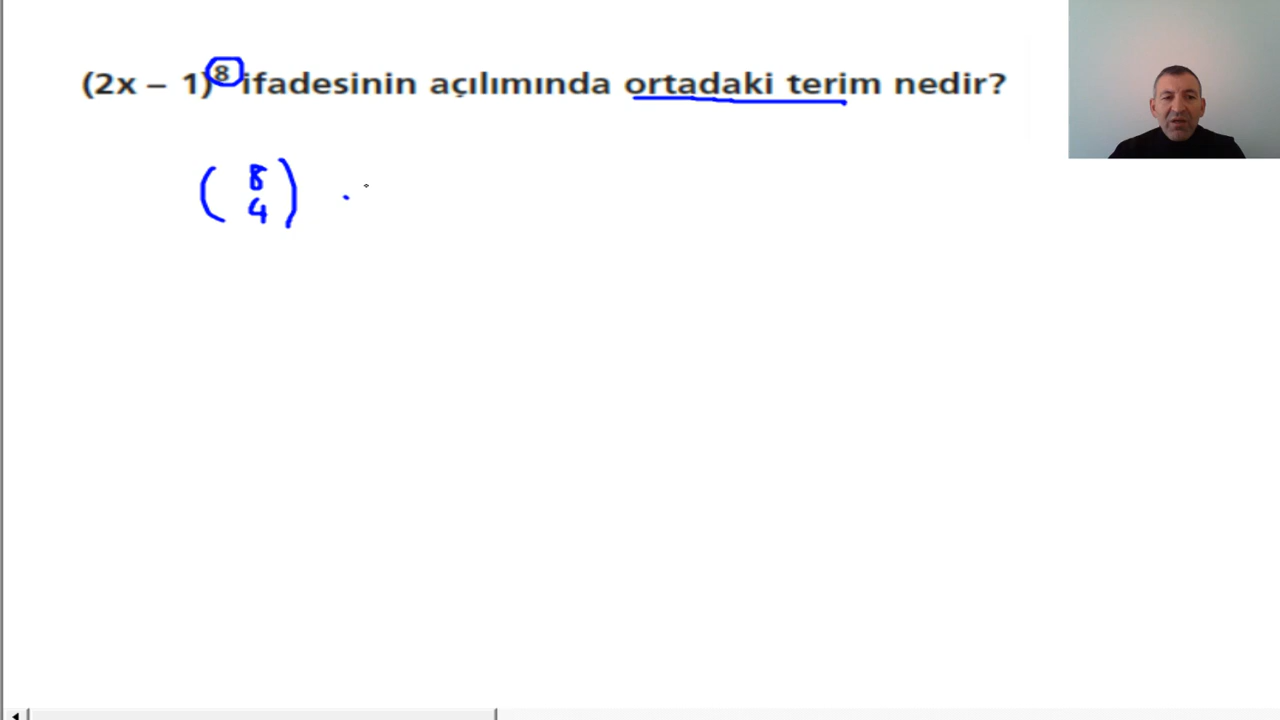 (2x – 1)⁸ ifadesinin açılımında ortadaki terim nedir?
(8
4) .